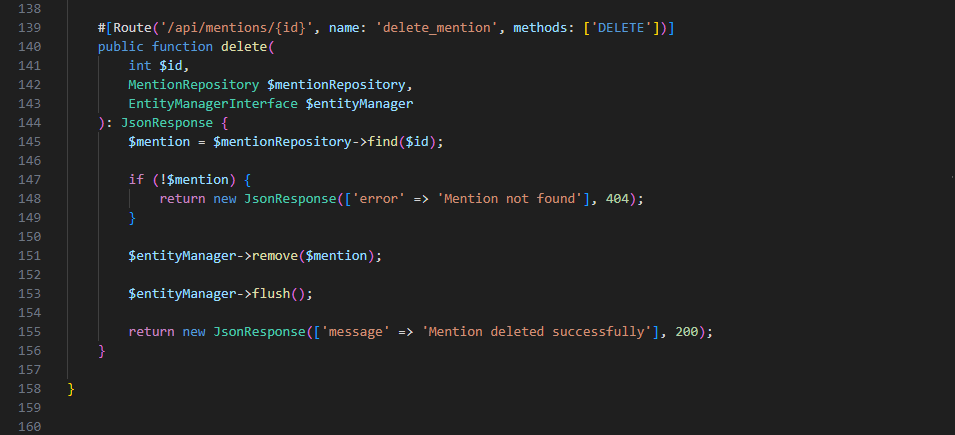 138
139 #[Route('/api/mentions/{id}', name: 'delete_mention', methods: ['DELETE'])]
140 public function delete(
141 int $id,
142 MentionRepository $mentionRepository,
143 EntityManagerInterface $entityManager
144 ): JsonResponse {
145 $mention = $mentionRepository->find($id);
146
147 if (!$mention) {
148 return new JsonResponse(['error' => 'Mention not found'], 404);
149 }
150
151 $entityManager->remove($mention);
152
153 $entityManager->flush();
154
155 return new JsonResponse(['message' => 'Mention deleted successfully'], 200);
156 }
157
158 }
159
160